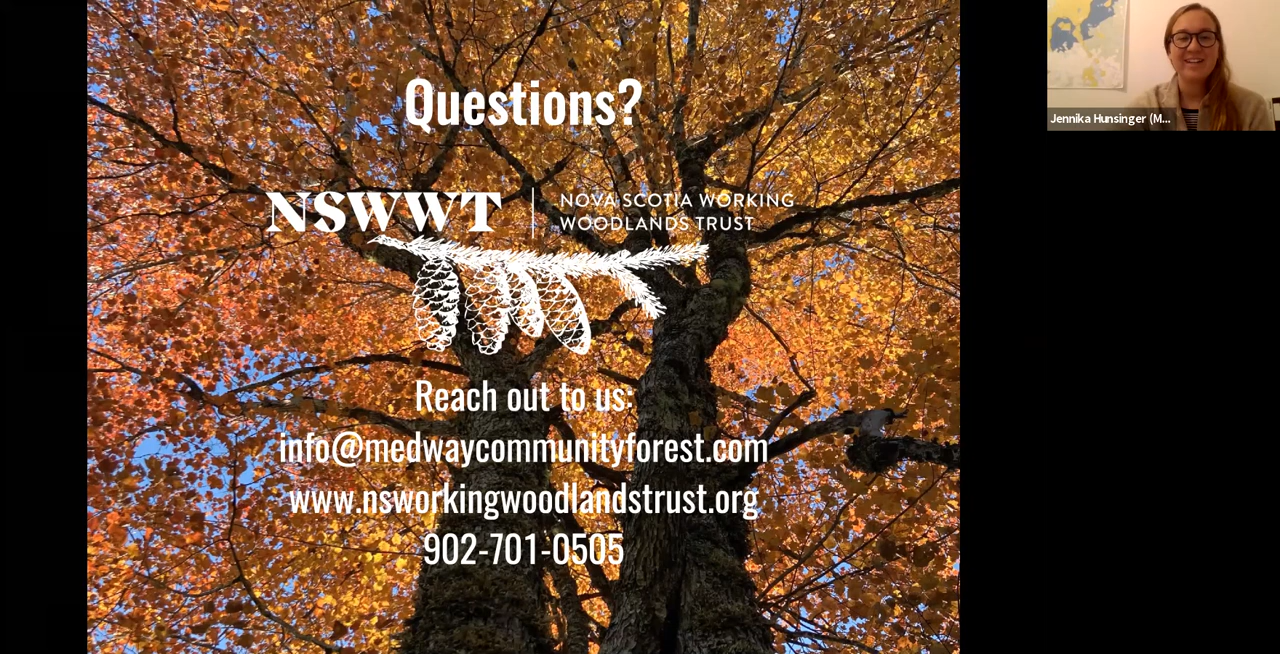 Questions?
NSWWT
NOVA SCOTIA WORKING
WOODLANDS TRUST
Reach out to us:
info@medwaycommunityforest.com
www.nsworkingwoodlandstrust.org
902-701-0505
Jennika Hunsinger (M...